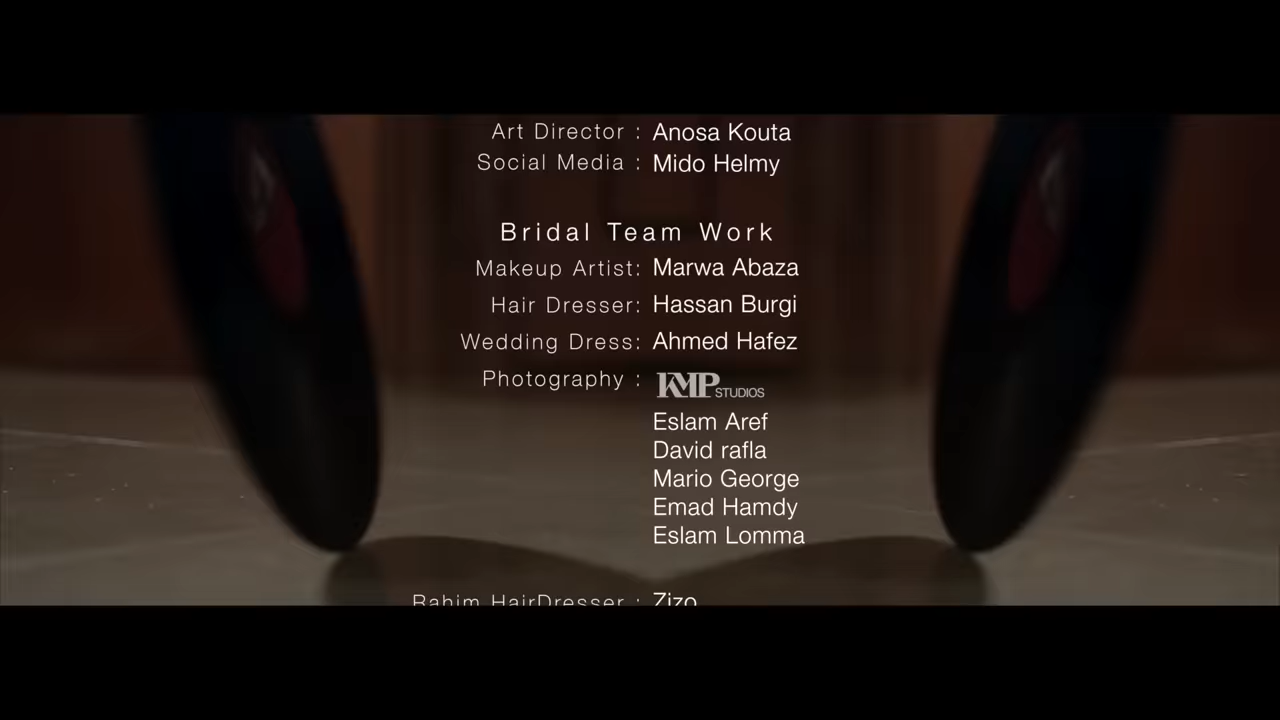 Art Director : Anosa Kouta
Social Media : Mido Helmy
Bridal Team Work
Makeup Artist: Marwa Abaza
Hair Dresser: Hassan Burgi
Wedding Dress: Ahmed Hafez
Photography : KMP STUDIOS
Eslam Aref
David rafla
Mario George
Emad Hamdy
Eslam Lomma
Rahim HairDresser : Zizo